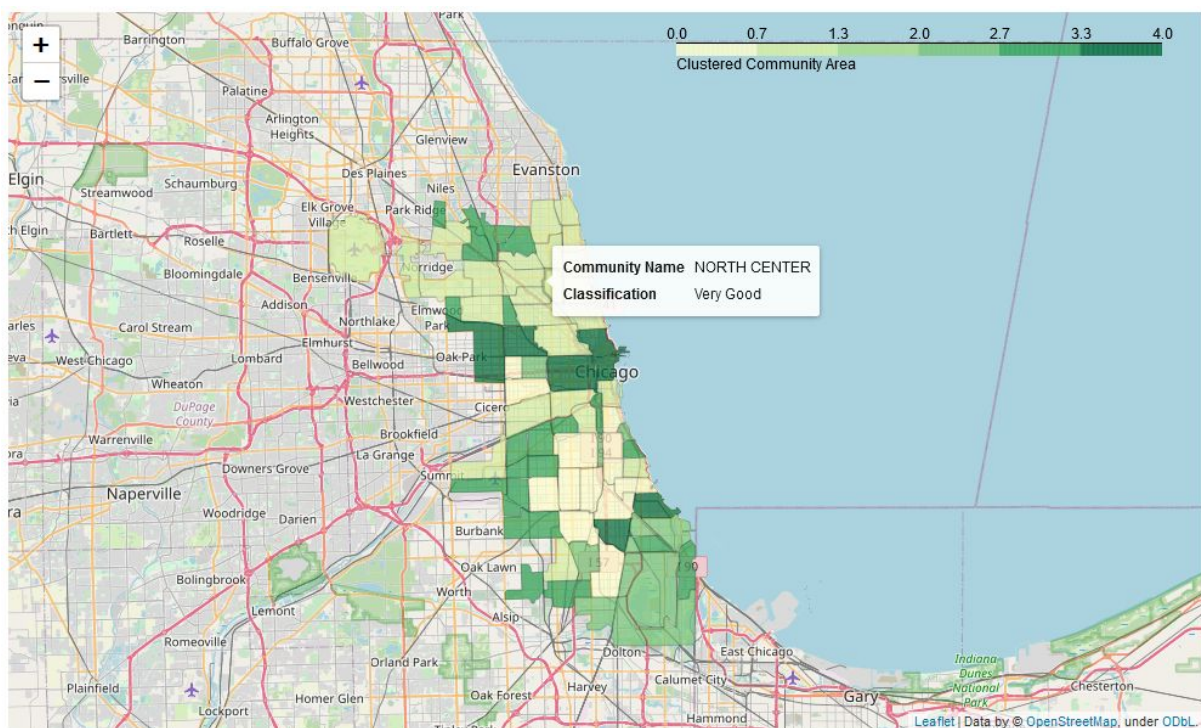 Barrington
Buffalo Grove
Park
+
−
0.0 0.7 1.3 2.0 2.7 3.3 4.0
Clustered Community Area
Palatine
Arlington
Heights
Glenview
Des Plaines
Evanston
Elgin
Streamwood
Schaumburg
Niles
Elk Grove
Village
Park Ridge
Bartlett
Roselle
Norridge
Community Name NORTH CENTER
Classification Very Good
Bensenville
Bloomingdale
Addison
Elmwood
Park
Northlake
Carol Stream
Elmhurst
West Chicago
Lombard
Bellwood
Oak Park
Chicago
Wheaton
Westchester
Cicero
DuPage
County
Warrenville
Brookfield
La Grange
190
194
Downers Grove
Summit
Naperville
Woodridge
Darien
Burbank
Oak Lawn
157
190
Bolingbrook
Worth
Lemont
Alsip
Romeoville
Orland Park
Dolton
East Chicago
Harvey
Calumet City
Indiana
Dunes
National
Park
Chesterton
Plainfield
Homer Glen
Oak Forest
Gary
Lockport
Hammond
Leaflet | Data by © OpenStreetMap, under ODbL.